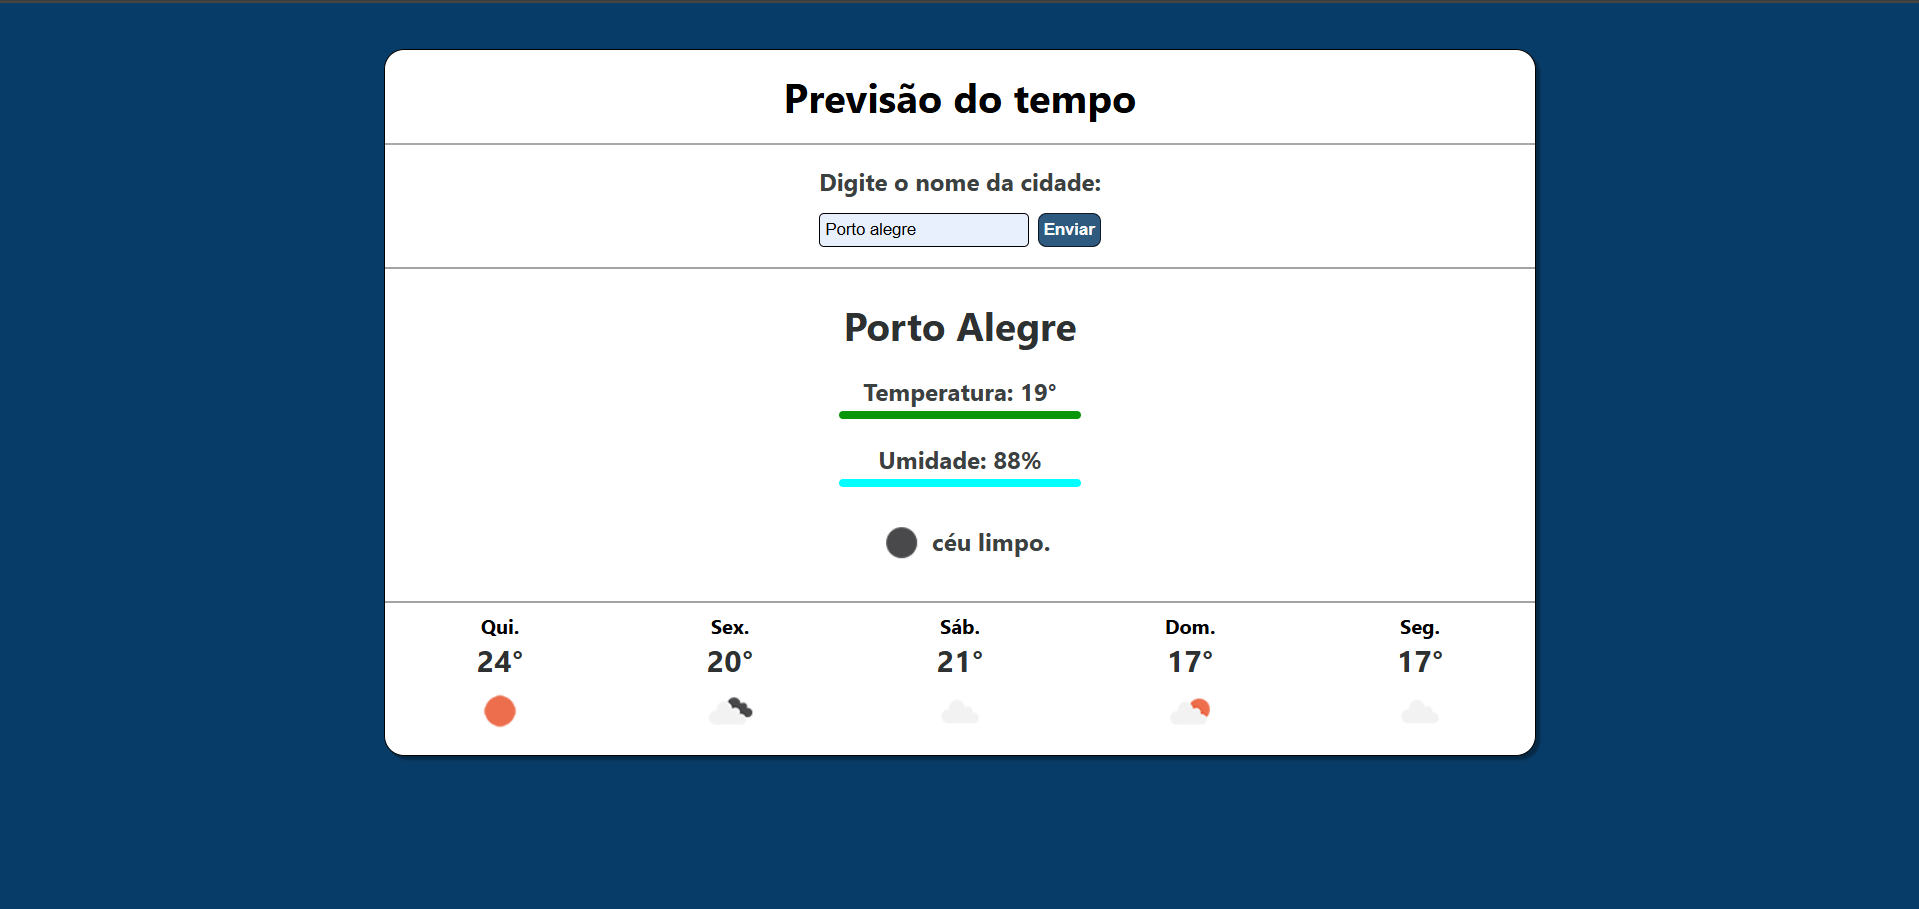 Previsão do tempo
Digite o nome da cidade:
Porto alegre Enviar
Porto Alegre
Temperatura: 19°
Umidade: 88%
céu limpo.
Qui. Sex. Sáb. Dom. Seg.
24° 20° 21° 17° 17°